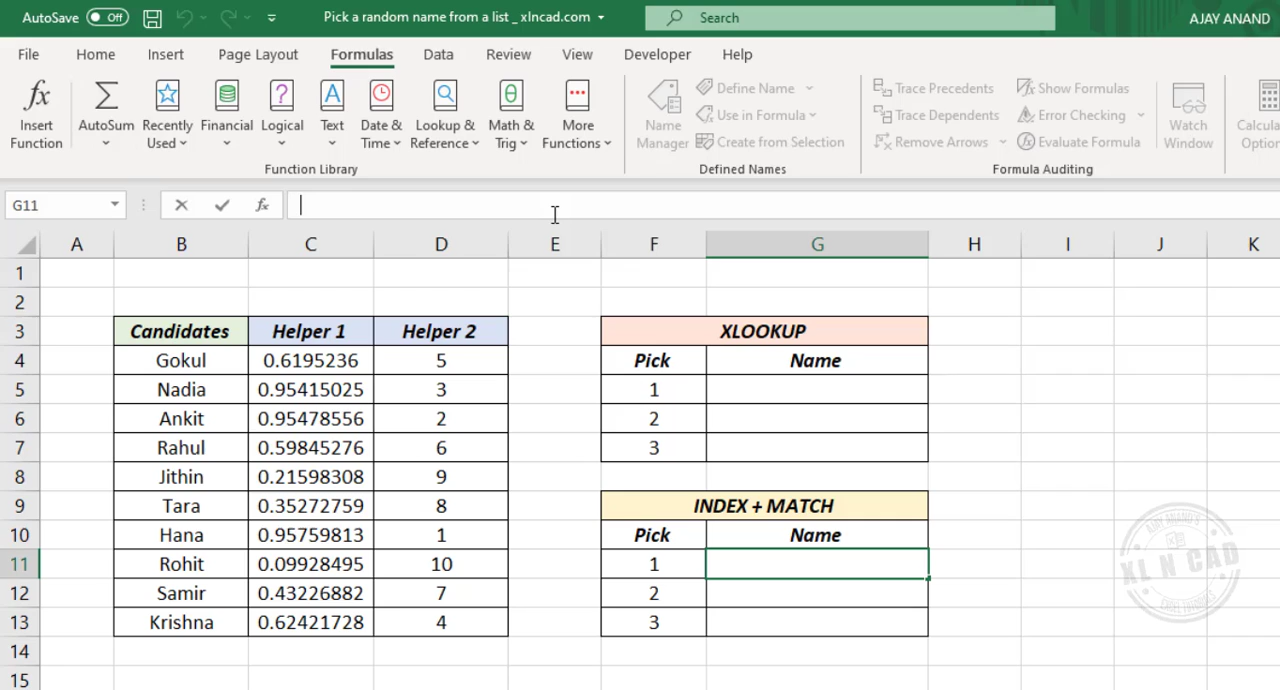 AutoSave Off Pick a random name from a list _ xlncad.com Search AJAY ANAND
File Home Insert Page Layout Formulas Data Review View Developer Help
Insert Function AutoSum Recently Used Financial Logical Text Date & Time Lookup & Reference Math & Trig More Functions
Function Library
Name Manager Define Name
Use in Formula
Create from Selection
Defined Names
Trace Precedents Show Formulas
Trace Dependents Error Checking
Remove Arrows Evaluate Formula
Formula Auditing
Watch Window
G11 fx
A B C D E F G H I J K
1
2
3 Candidates Helper 1 Helper 2 XLOOKUP
4 Gokul 0.6195236 5 Pick Name
5 Nadia 0.95415025 3 1
6 Ankit 0.95478556 2 2
7 Rahul 0.59845276 6 3
8 Jithin 0.21598308 9
9 Tara 0.35272759 8 INDEX + MATCH
10 Hana 0.95759813 1 Pick Name
11 Rohit 0.09928495 10 1
12 Samir 0.43226882 7 2
13 Krishna 0.62421728 4 3
14
15
AJAY ANAND'S
XL N CAD